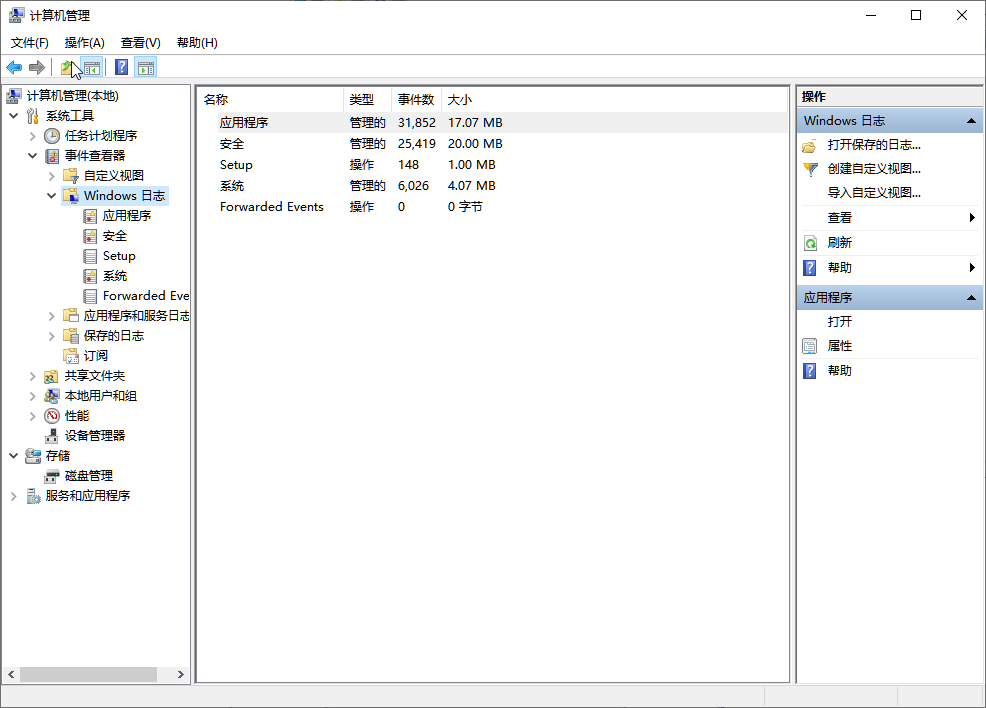 计算机管理
文件(F) 操作(A) 查看(V) 帮助(H)
计算机管理(本地)
系统工具
任务计划程序
事件查看器
自定义视图
Windows 日志
应用程序
安全
Setup
系统
Forwarded Eve
应用程序和服务日志
保存的日志
订阅
共享文件夹
本地用户和组
性能
设备管理器
存储
磁盘管理
服务和应用程序
名称 类型 事件数 大小
应用程序 管理的 31,852 17.07 MB
安全 管理的 25,419 20.00 MB
Setup 操作 148 1.00 MB
系统 管理的 6,026 4.07 MB
Forwarded Events 操作 0 0 字节
操作
Windows 日志
打开保存的日志...
创建自定义视图...
导入自定义视图...
查看
刷新
帮助
应用程序
打开
属性
帮助